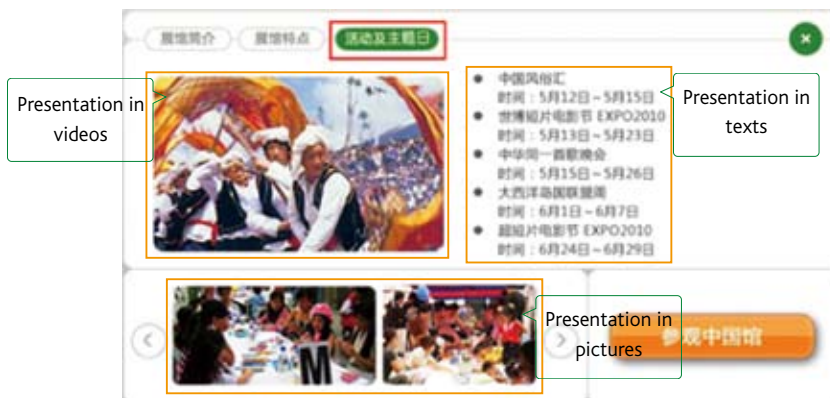 展馆简介
展馆特点
活动及主题日
×
Presentation in
videos
● 中国风俗汇
时间：5月12日～5月15日
● 世博短片电影节 EXPO2010
时间：5月13日～5月23日
● 中华同一首歌晚会
时间：5月15日～5月26日
● 大西洋岛国联盟周
时间：6月1日～6月7日
● 超短片电影节 EXPO2010
时间：6月24日～6月29日
Presentation in
texts
M
Presentation in
pictures
参观中国馆